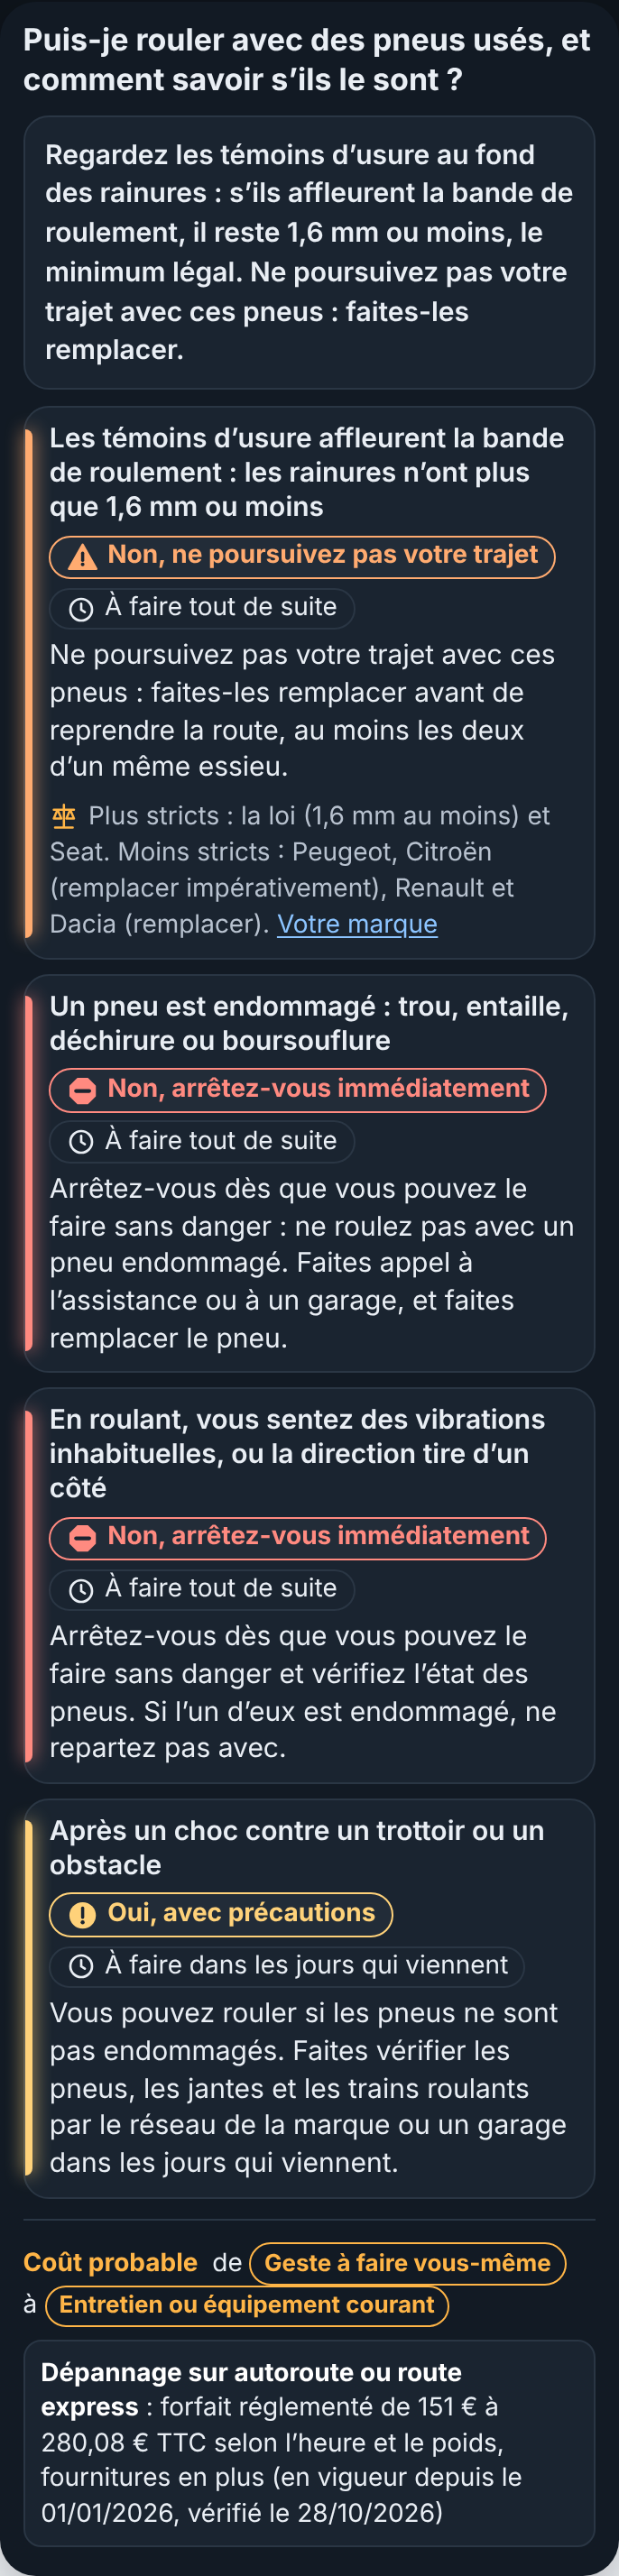 Puis-je rouler avec des pneus usés, et
comment savoir s’ils le sont ?
Regardez les témoins d’usure au fond
des rainures : s’ils affleurent la bande de
roulement, il reste 1,6 mm ou moins, le
minimum légal. Ne poursuivez pas votre
trajet avec ces pneus : faites-les
remplacer.
Les témoins d’usure affleurent la bande
de roulement : les rainures n’ont plus
que 1,6 mm ou moins
Non, ne poursuivez pas votre trajet
À faire tout de suite
Ne poursuivez pas votre trajet avec ces
pneus : faites-les remplacer avant de
reprendre la route, au moins les deux
d’un même essieu.
Plus stricts : la loi (1,6 mm au moins) et
Seat. Moins stricts : Peugeot, Citroën
(remplacer impérativement), Renault et
Dacia (remplacer). Votre marque
Un pneu est endommagé : trou, entaille,
déchirure ou boursouflure
Non, arrêtez-vous immédiatement
À faire tout de suite
Arrêtez-vous dès que vous pouvez le
faire sans danger : ne roulez pas avec un
pneu endommagé. Faites appel à
l’assistance ou à un garage, et faites
remplacer le pneu.
En roulant, vous sentez des vibrations
inhabituelles, ou la direction tire d’un
côté
Non, arrêtez-vous immédiatement
À faire tout de suite
Arrêtez-vous dès que vous pouvez le
faire sans danger et vérifiez l’état des
pneus. Si l’un d’eux est endommagé, ne
repartez pas avec.
Après un choc contre un trottoir ou un
obstacle
Oui, avec précautions
À faire dans les jours qui viennent
Vous pouvez rouler si les pneus ne sont
pas endommagés. Faites vérifier les
pneus, les jantes et les trains roulants
par le réseau de la marque ou un garage
dans les jours qui viennent.
Coût probable de Geste à faire vous-même
à Entretien ou équipement courant
Dépannage sur autoroute ou route
express : forfait réglementé de 151 € à
280,08 € TTC selon l’heure et le poids,
fournitures en plus (en vigueur depuis le
01/01/2026, vérifié le 28/10/2026)